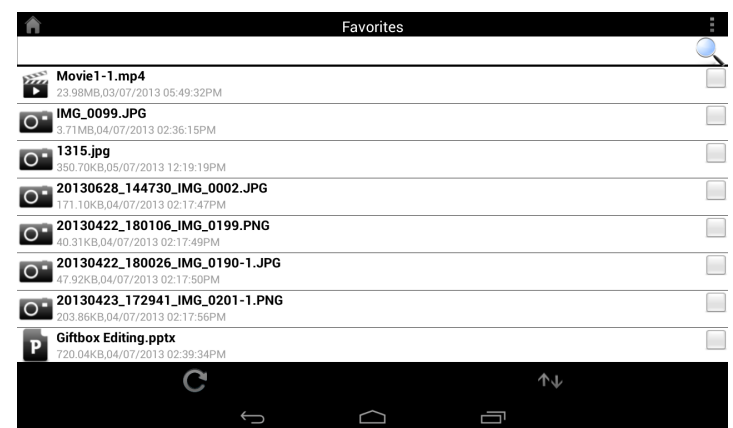 Favorites
Movie1-1.mp4
23.98MB,03/07/2013 05:49:32PM
IMG_0099.JPG
3.71MB,04/07/2013 02:36:15PM
1315.jpg
350.70KB,05/07/2013 12:19:19PM
20130628_144730_IMG_0002.JPG
171.10KB,04/07/2013 02:17:47PM
20130422_180106_IMG_0199.PNG
40.31KB,04/07/2013 02:17:49PM
20130422_180026_IMG_0190-1.JPG
47.92KB,04/07/2013 02:17:50PM
20130423_172941_IMG_0201-1.PNG
203.86KB,04/07/2013 02:17:56PM
P
Giftbox Editing.pptx
720.04KB,04/07/2013 02:39:34PM